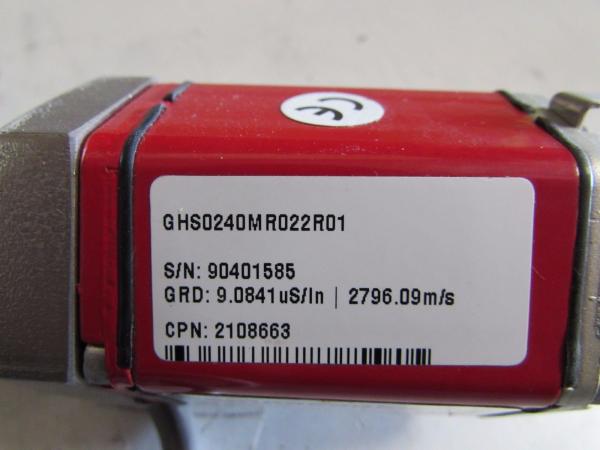 CE
GHS0240MR022R01
S/N: 90401585
GRD: 9.0841uS/In | 2796.09m/s
CPN: 2108663